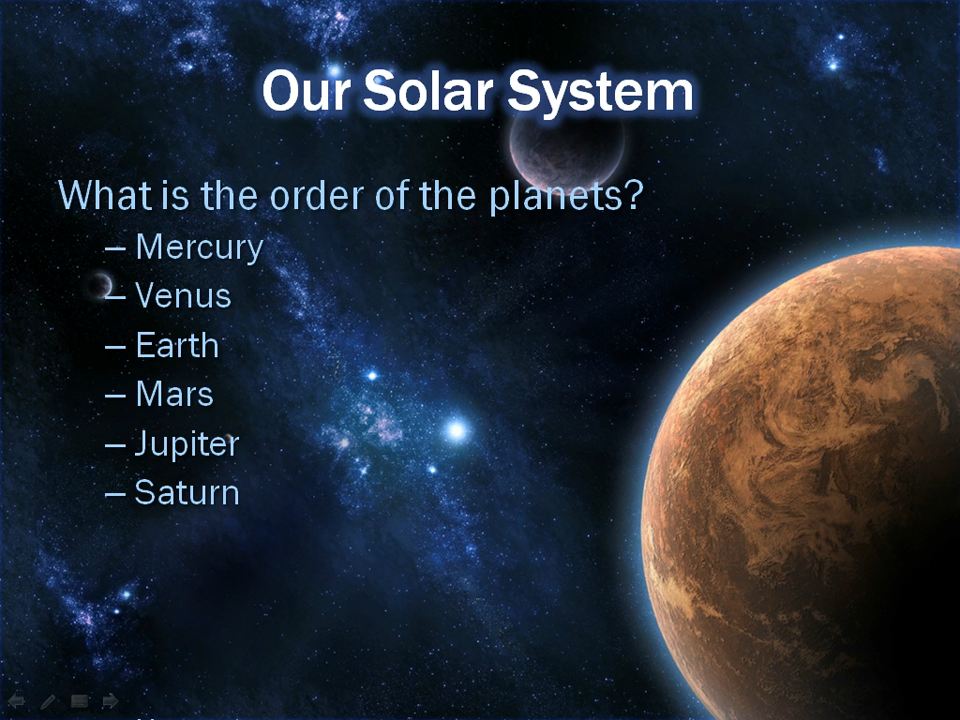 Our Solar System
What is the order of the planets?
– Mercury
– Venus
– Earth
– Mars
– Jupiter
– Saturn